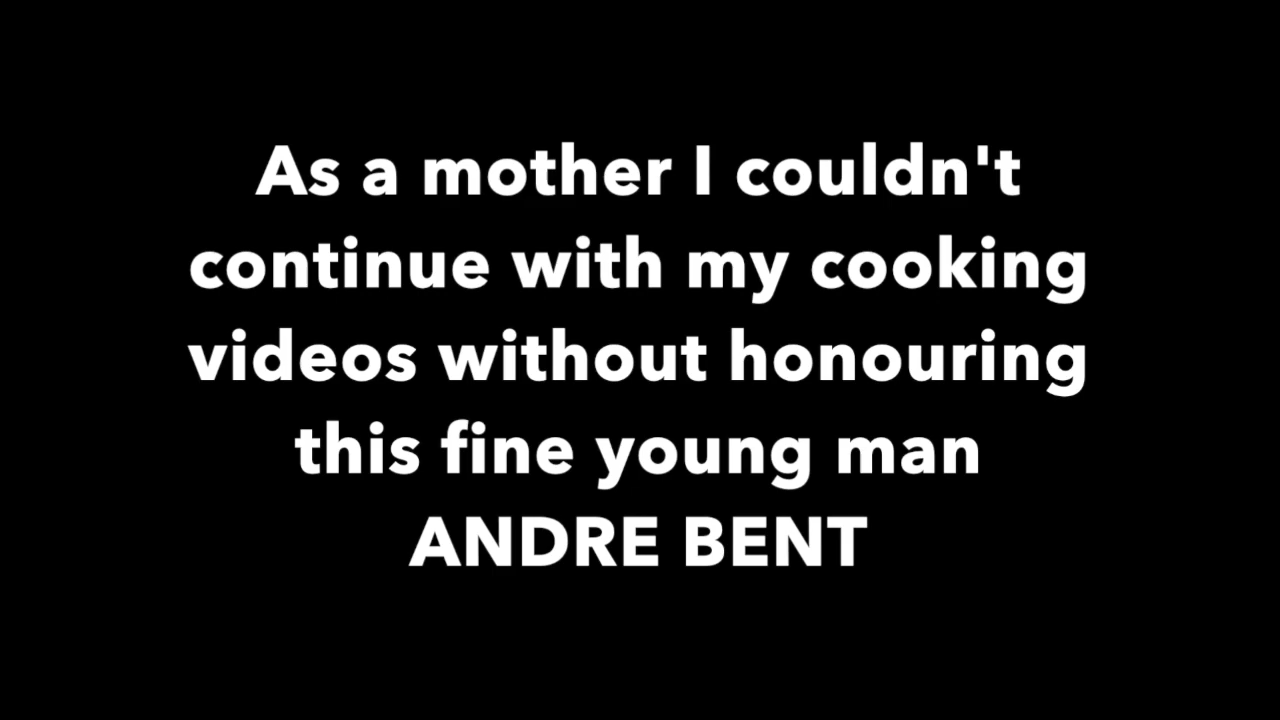 As a mother I couldn't
continue with my cooking
videos without honouring
this fine young man
ANDRE BENT